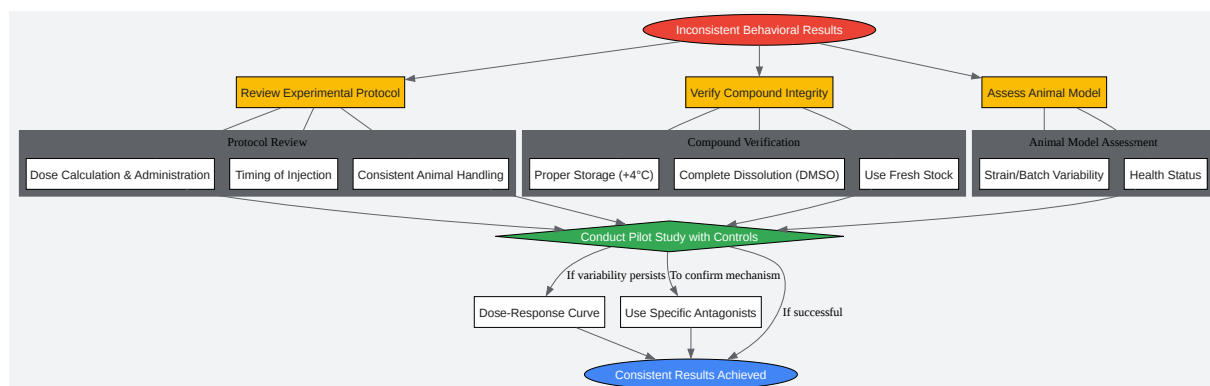 Inconsistent Behavioral Results
Review Experimental Protocol
Verify Compound Integrity
Assess Animal Model
Protocol Review
Compound Verification
Animal Model Assessment
Dose Calculation & Administration
Timing of Injection
Consistent Animal Handling
Proper Storage (+4°C)
Complete Dissolution (DMSO)
Use Fresh Stock
Strain/Batch Variability
Health Status
Conduct Pilot Study with Controls
If variability persists
To confirm mechanism
If successful
Dose-Response Curve
Use Specific Antagonists
Consistent Results Achieved